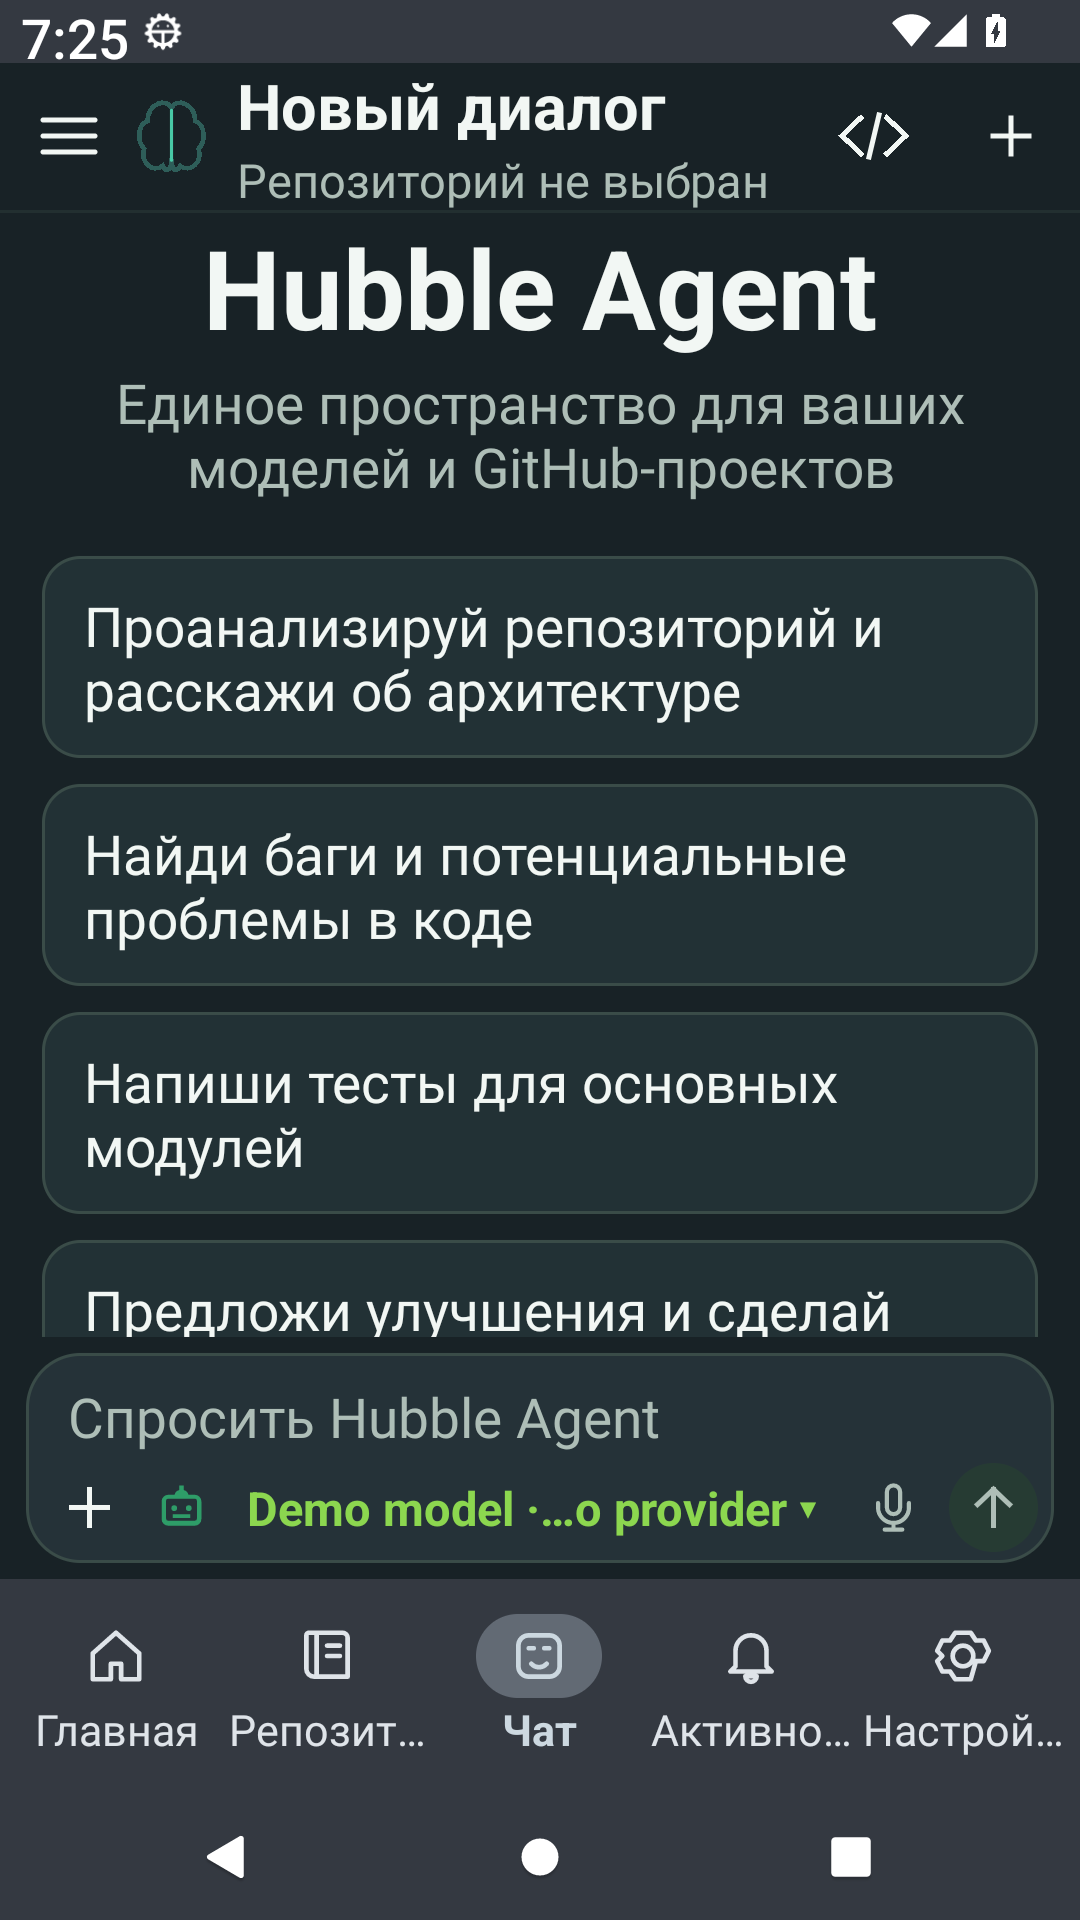 7:25
Новый диалог
Репозиторий не выбран
Hubble Agent
Единое пространство для ваших
моделей и GitHub-проектов
Проанализируй репозиторий и
расскажи об архитектуре
Найди баги и потенциальные
проблемы в коде
Напиши тесты для основных
модулей
Предложи улучшения и сделай
Спросить Hubble Agent
Demo model ·…o provider ▾
Главная
Репозит…
Чат
Активно…
Настрой…